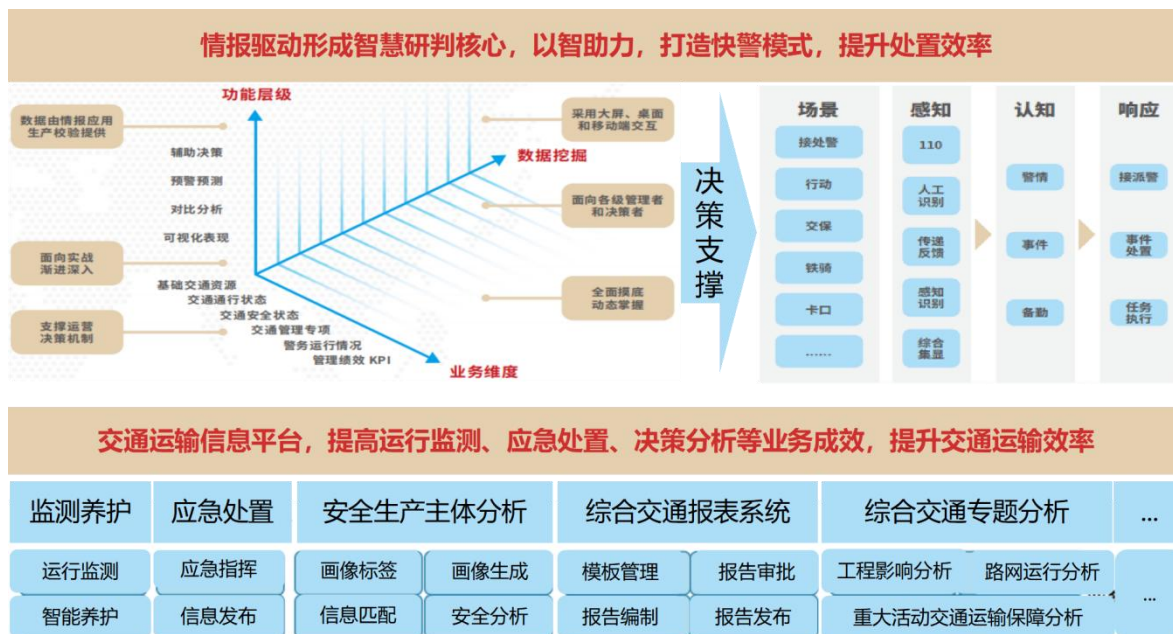 情报驱动形成智慧研判核心，以智助力，打造快警模式，提升处置效率
功能层级
数据由情报应用
生产校验提供
辅助决策
预警预测
对比分析
可视化表现
面向实战
渐进深入
支撑运营
决策机制
基础交通资源
交通通行状态
交通安全状态
交通管理专项
警务运行情况
管理绩效 KPI
业务维度
数据挖掘
采用大屏、桌面
和移动端交互
面向各级管理者
和决策者
全面摸底
动态掌握
决策支撑
场景
接处警
行动
交保
铁骑
卡口
……
感知
110
人工
识别
传递
反馈
感知
识别
综合
集显
认知
警情
事件
备勤
响应
接派警
事件
处置
任务
执行
交通运输信息平台，提高运行监测、应急处置、决策分析等业务成效，提升交通运输效率
监测养护 应急处置 安全生产主体分析 综合交通报表系统 综合交通专题分析 ...
运行监测 应急指挥 画像标签 画像生成 模板管理 报告审批 工程影响分析 路网运行分析
...
智能养护 信息发布 信息匹配 安全分析 报告编制 报告发布 重大活动交通运输保障分析